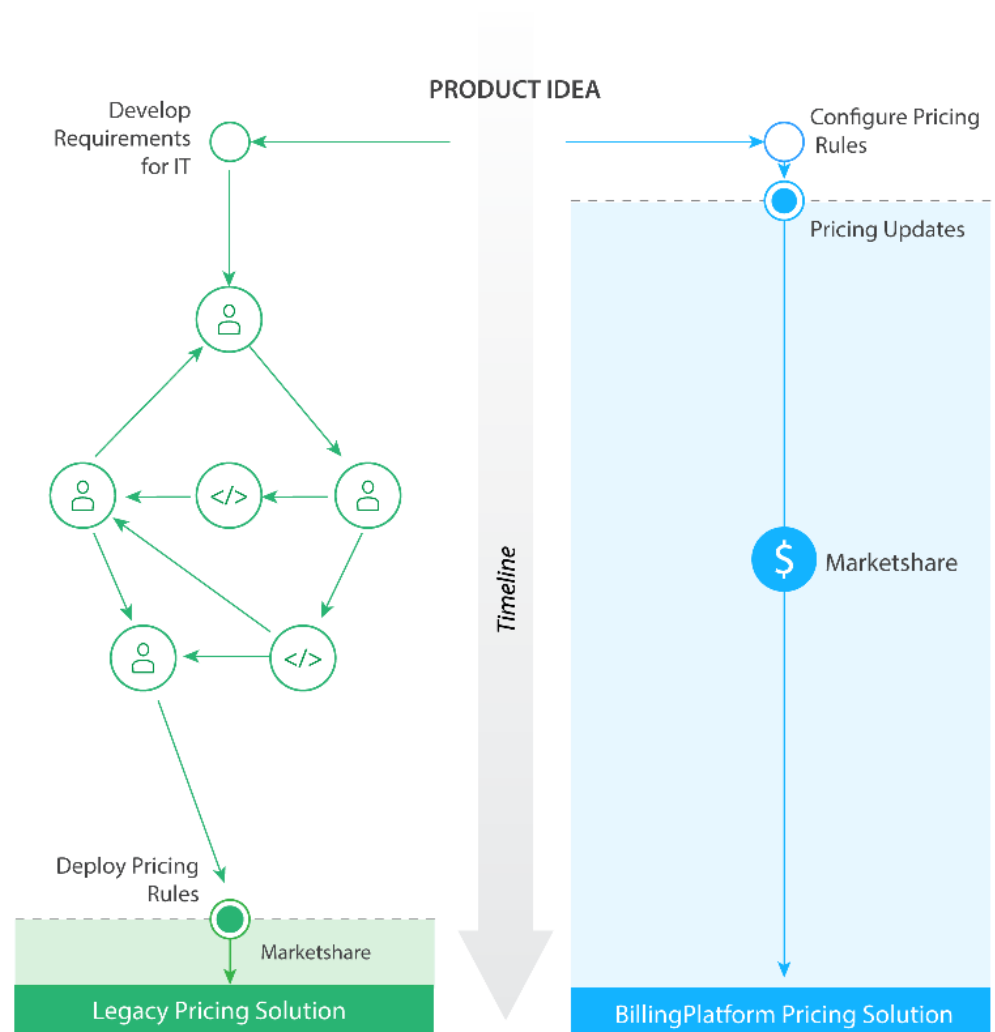 PRODUCT IDEA
Develop
Requirements
for IT
Configure Pricing
Rules
Pricing Updates
</>
</>
Timeline
$ Marketshare
Deploy Pricing
Rules
Marketshare
Legacy Pricing Solution
BillingPlatform Pricing Solution